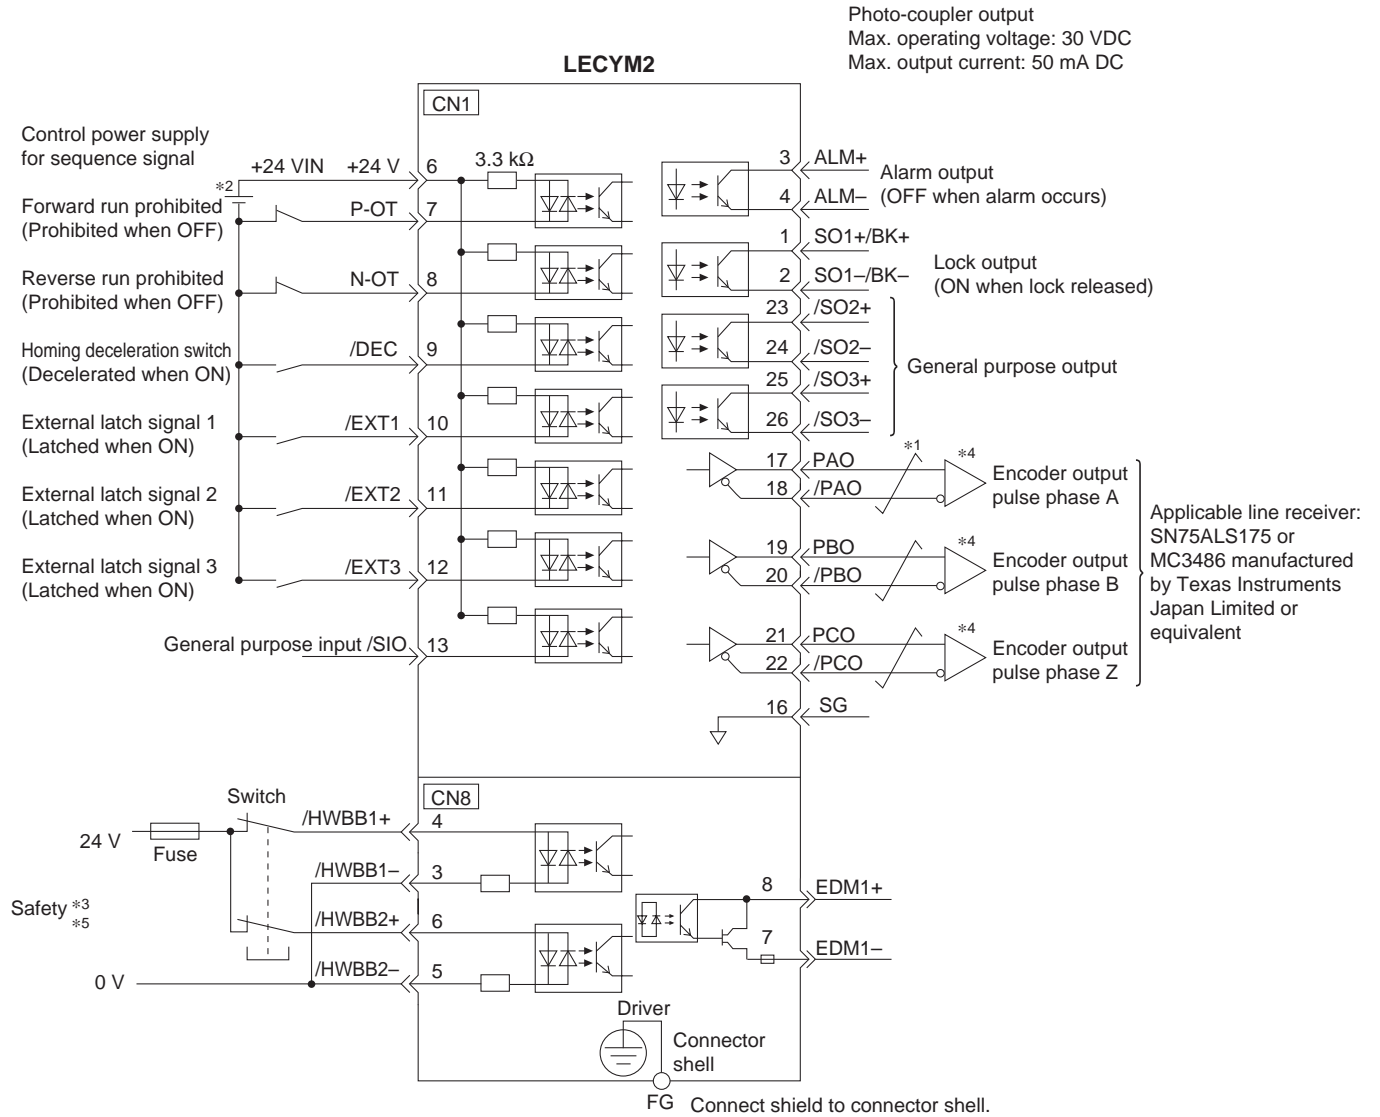 Photo-coupler output
Max. operating voltage: 30 VDC
Max. output current: 50 mA DC
LECYM2
CN1
Control power supply
for sequence signal
+24 VIN
+24 V
6
3.3 kΩ
*2
Forward run prohibited
(Prohibited when OFF)
P-OT
7
Reverse run prohibited
(Prohibited when OFF)
N-OT
8
Homing deceleration switch
(Decelerated when ON)
/DEC
9
External latch signal 1
(Latched when ON)
/EXT1
10
External latch signal 2
(Latched when ON)
/EXT2
11
External latch signal 3
(Latched when ON)
/EXT3
12
General purpose input /SIO
13
3
ALM+
4
ALM–
Alarm output
(OFF when alarm occurs)
1
SO1+/BK+
2
SO1–/BK–
Lock output
(ON when lock released)
23
/SO2+
24
/SO2–
25
/SO3+
26
/SO3–
General purpose output
17
PAO
18
/PAO
*1
*4
Encoder output
pulse phase A
19
PBO
20
/PBO
*4
Encoder output
pulse phase B
21
PCO
22
/PCO
*4
Encoder output
pulse phase Z
Applicable line receiver:
SN75ALS175 or
MC3486 manufactured
by Texas Instruments
Japan Limited or
equivalent
16
SG
CN8
Switch
24 V
Fuse
/HWBB1+
4
/HWBB1–
3
Safety *3
*5
/HWBB2+
6
/HWBB2–
5
0 V
8
EDM1+
7
EDM1–
Driver
Connector
shell
FG
Connect shield to connector shell.